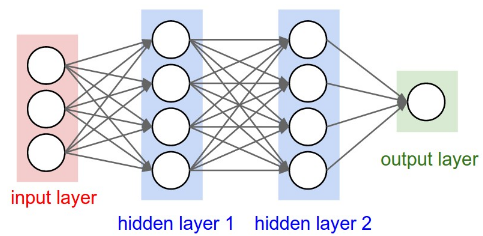 input layer
hidden layer 1
hidden layer 2
output layer